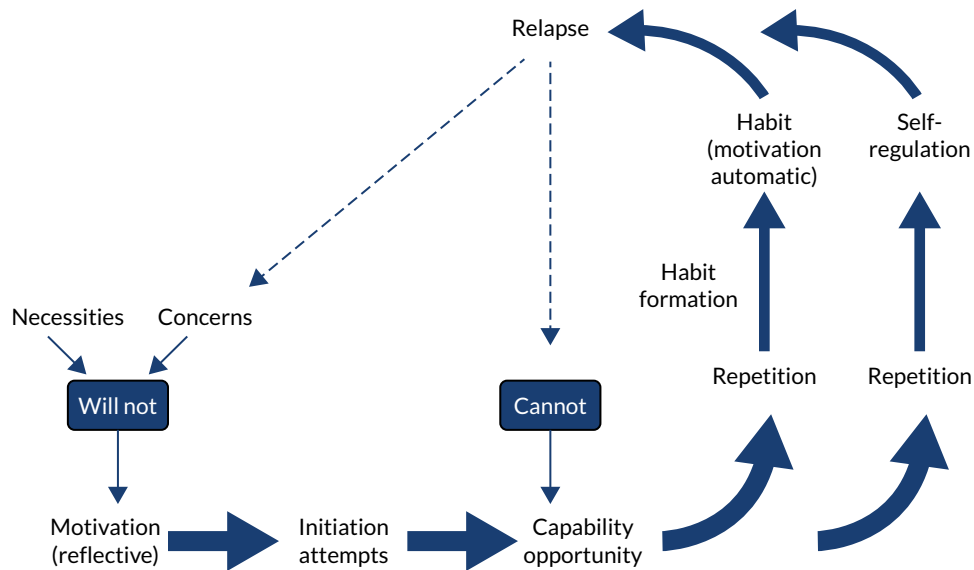 Relapse
Habit
(motivation
automatic)
Self-
regulation
Habit
formation
Necessities
Concerns
Repetition
Repetition
Will not
Cannot
Motivation
(reflective)
Initiation
attempts
Capability
opportunity